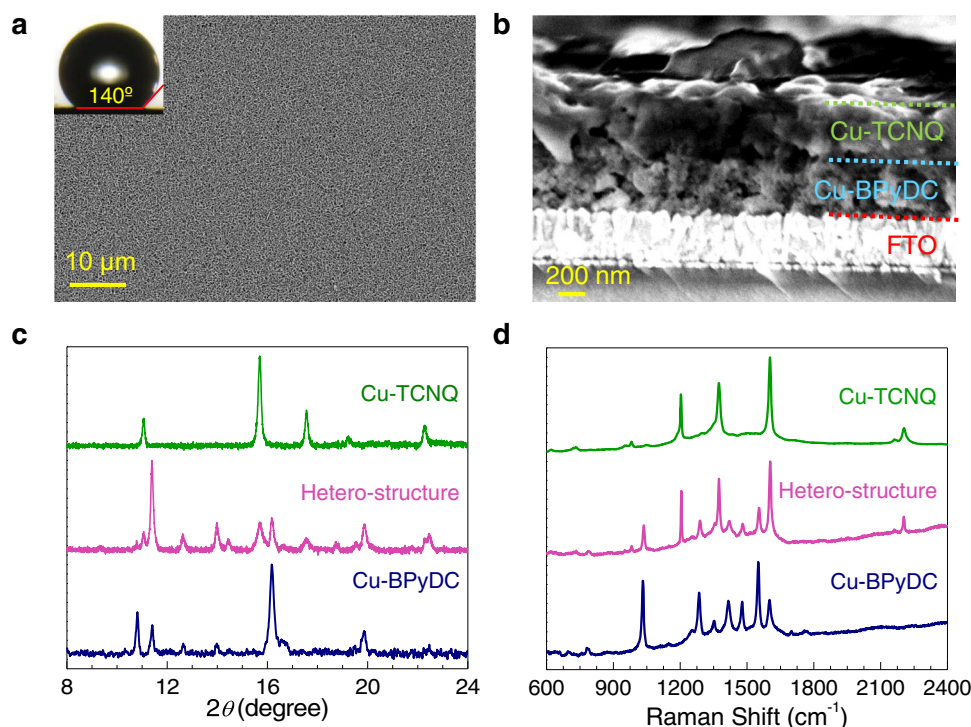 a
140º
10 µm
b
Cu-TCNQ
Cu-BPyDC
FTO
200 nm
c
Cu-TCNQ
Hetero-structure
Cu-BPyDC
8 12 16 20 24
2θ (degree)
d
Cu-TCNQ
Hetero-structure
Cu-BPyDC
600 900 1200 1500 1800 2100 2400
Raman Shift (cm⁻¹)